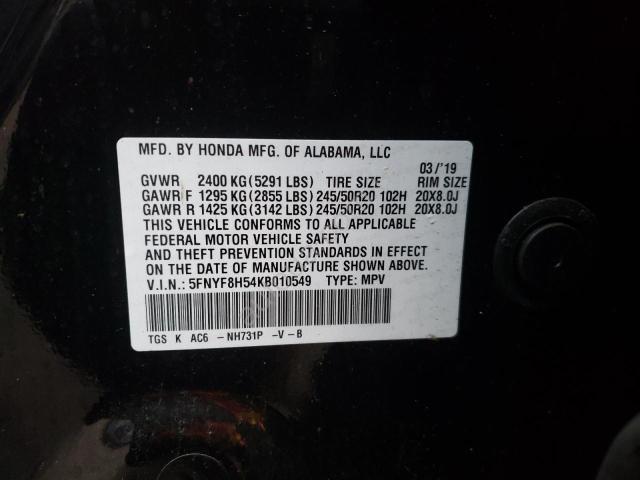 MFD. BY HONDA MFG. OF ALABAMA, LLC
03/'19
GVWR 2400 KG(5291 LBS) TIRE SIZE RIM SIZE
GAWR F 1295 KG(2855 LBS) 245/50R20 102H 20X8.0J
GAWR R 1425 KG(3142 LBS) 245/50R20 102H 20X8.0J
THIS VEHICLE CONFORMS TO ALL APPLICABLE
FEDERAL MOTOR VEHICLE SAFETY
AND THEFT PREVENTION STANDARDS IN EFFECT
ON THE DATE OF MANUFACTURE SHOWN ABOVE.
V.I.N.: 5FNYF8H54KB010549 TYPE: MPV
TGS K AC6 -NH731P -V-B